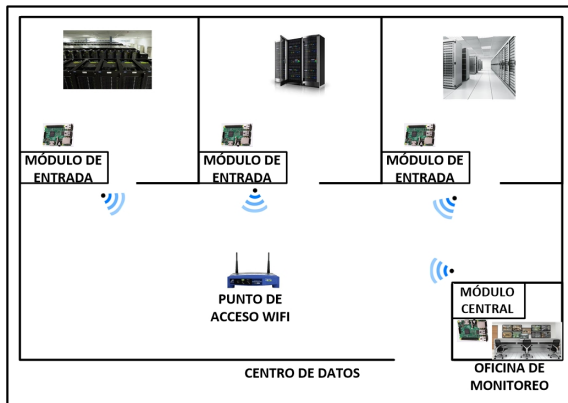 MÓDULO DE
ENTRADA
MÓDULO DE
ENTRADA
MÓDULO DE
ENTRADA
PUNTO DE
ACCESO WIFI
MÓDULO
CENTRAL
CENTRO DE DATOS
OFICINA DE
MONITOREO